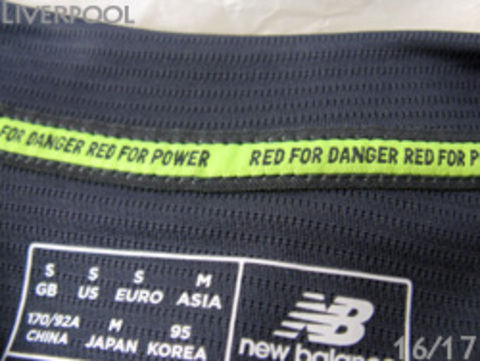 LIVERPOOL
FOR DANGER RED FOR POWER RED FOR DANGER RED FOR P
S S S M
GB US EURO ASIA
170/92A M 95
CHINA JAPAN KOREA
NB
new balance
16/17